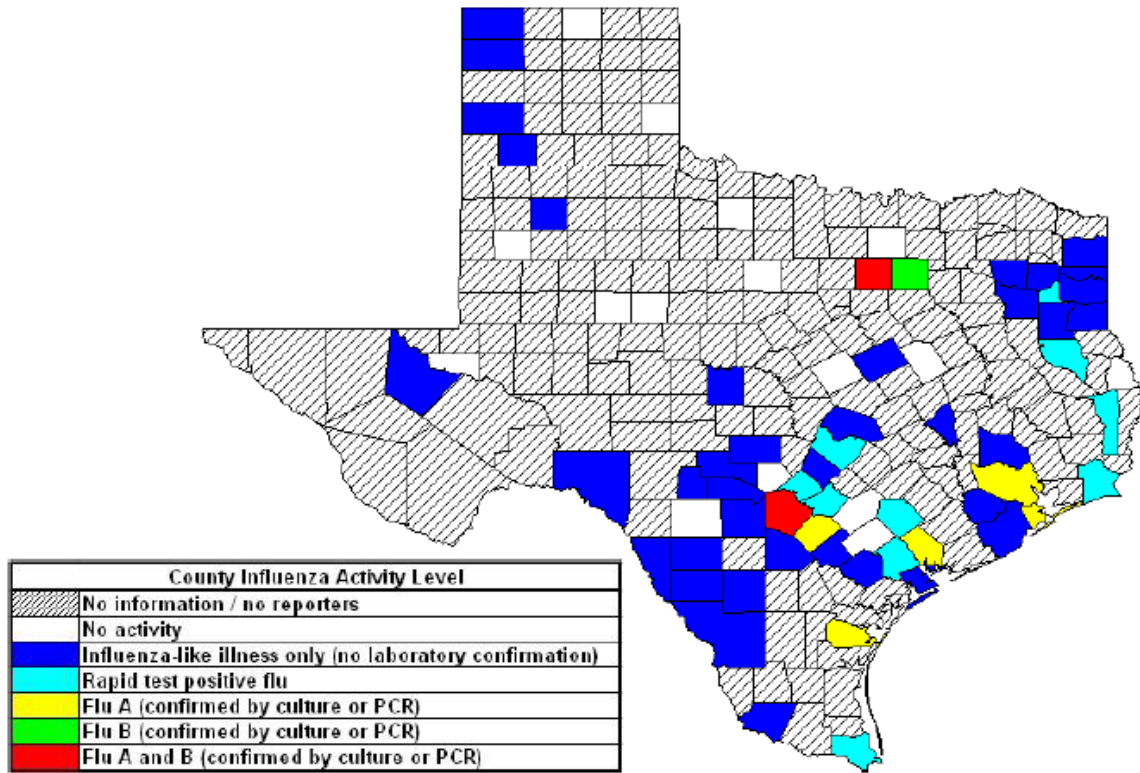 County Influenza Activity Level
No information / no reporters
No activity
Influenza-like illness only (no laboratory confirmation)
Rapid test positive flu
Flu A (confirmed by culture or PCR)
Flu B (confirmed by culture or PCR)
Flu A and B (confirmed by culture or PCR)